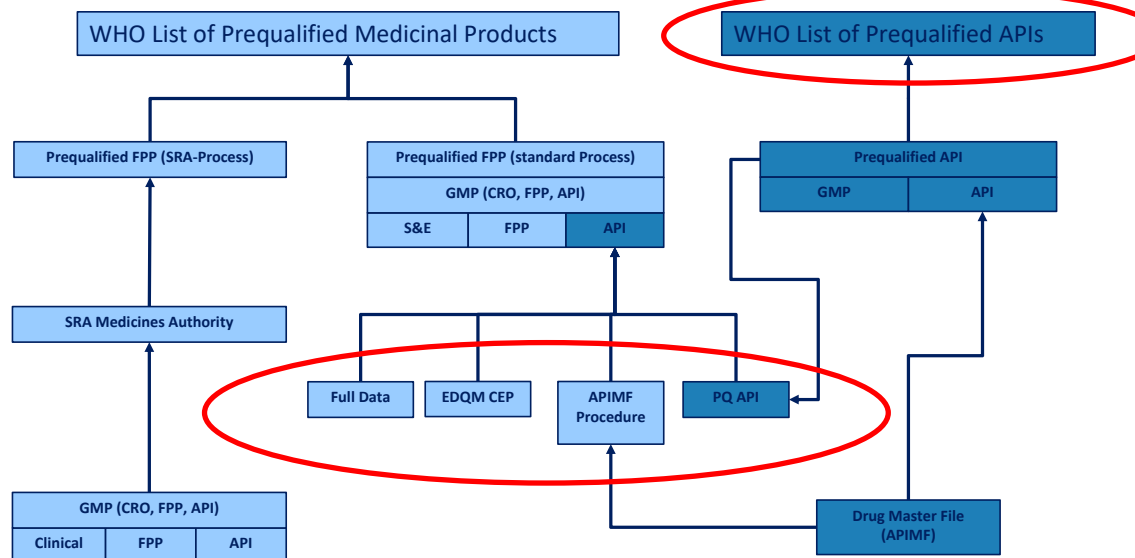 WHO List of Prequalified Medicinal Products
WHO List of Prequalified APIs
Prequalified FPP (SRA-Process)
Prequalified FPP (standard Process)
GMP (CRO, FPP, API)
S&E
FPP
API
Prequalified API
GMP
API
SRA Medicines Authority
Full Data
EDQM CEP
APIMF
Procedure
PQ API
GMP (CRO, FPP, API)
Clinical
FPP
API
Drug Master File
(APIMF)